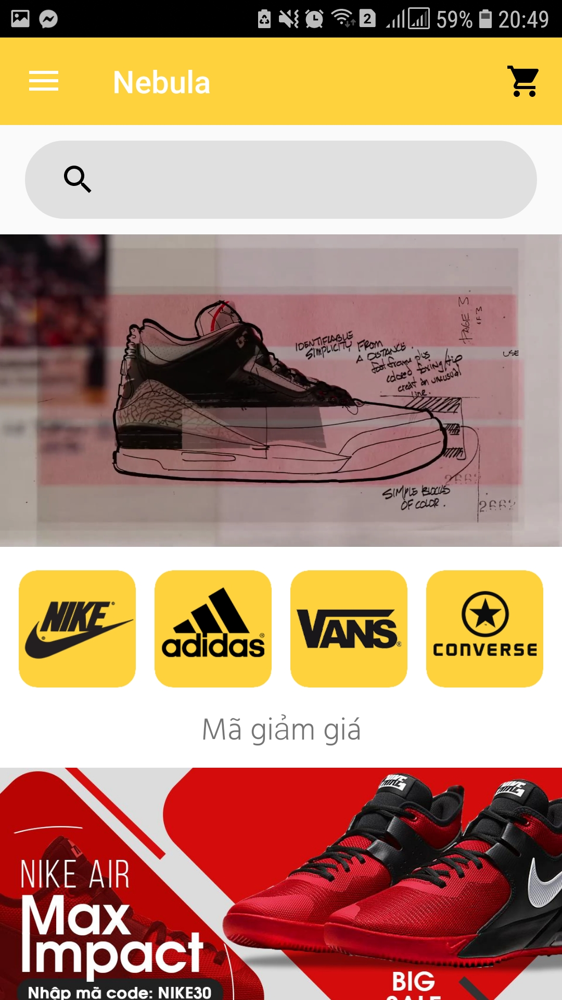 2 59% 20:49
Nebula
PAGE 3
OF 3
IDENTIFIABLE
SIMPLICITY FROM
A DISTANCE.
foot frame plus
colored foxing/tip
creat an unusual
line.
USE
2662
SIMPLE BLOCKS
OF COLOR.
2662
NIKE
adidas
VANS
CONVERSE
Mã giảm giá
NIKE AIR
Max
Impact
Nhập mã code: NIKE30
BIG
SALE